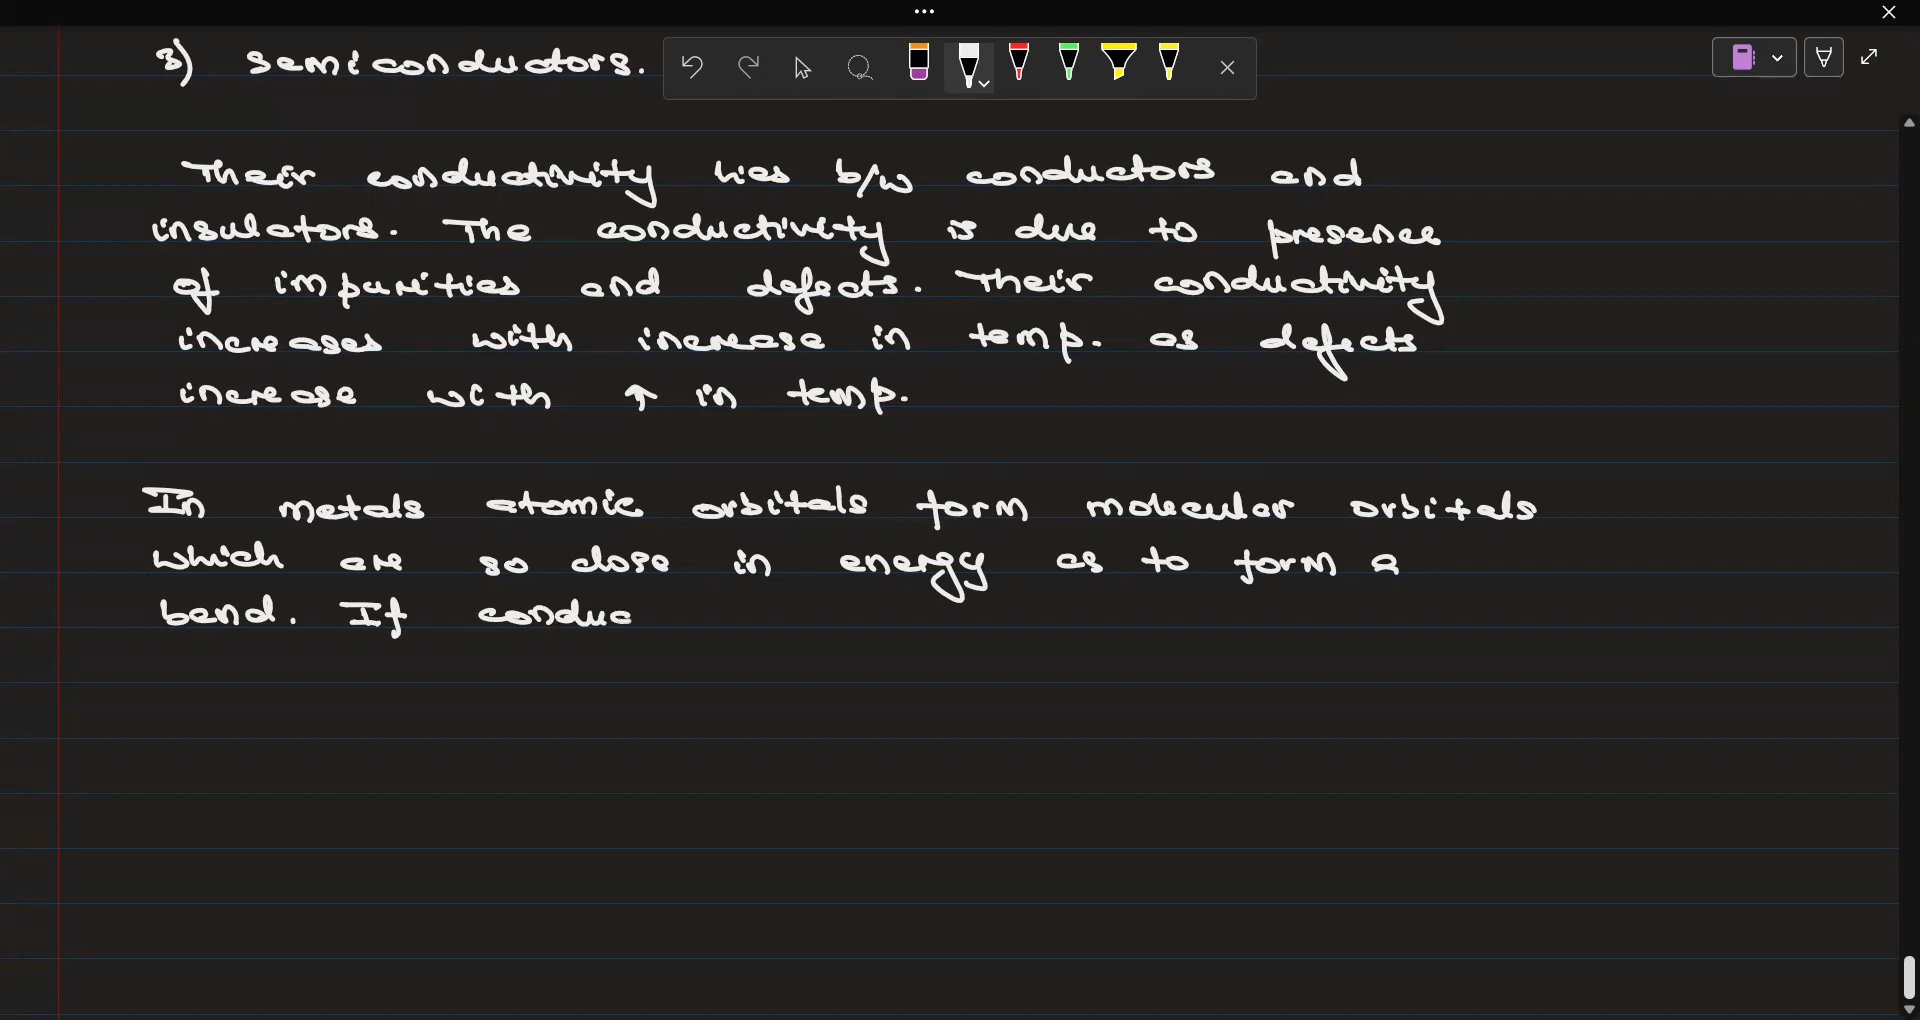 3) Semiconductors.
Their conductivity lies b/w conductors and
insulators. The conductivity is due to presence
of impurities and defects. Their conductivity
increases with increase in temp. as defects
increase with ↑ in temp.
In metals atomic orbitals form molecular orbitals
which are so close in energy as to form a
band. If conduc